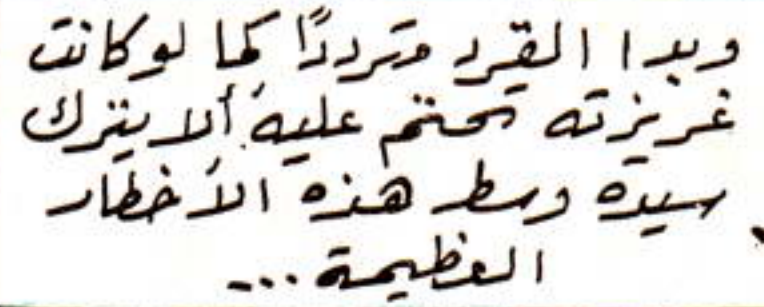 وبدا القرد مترددًا كما لو كانت
غريزته تحتم عليه ألا يترك
سيده وسط هذه الأخطار
العظيمة...